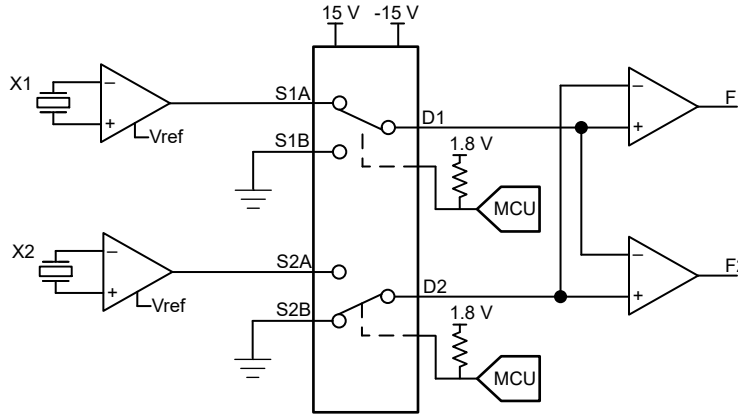 15 V
-15 V
X1
−
+
Vref
S1A
S1B
D1
1.8 V
MCU
−
+
F
X2
−
+
Vref
S2A
S2B
D2
1.8 V
MCU
−
+